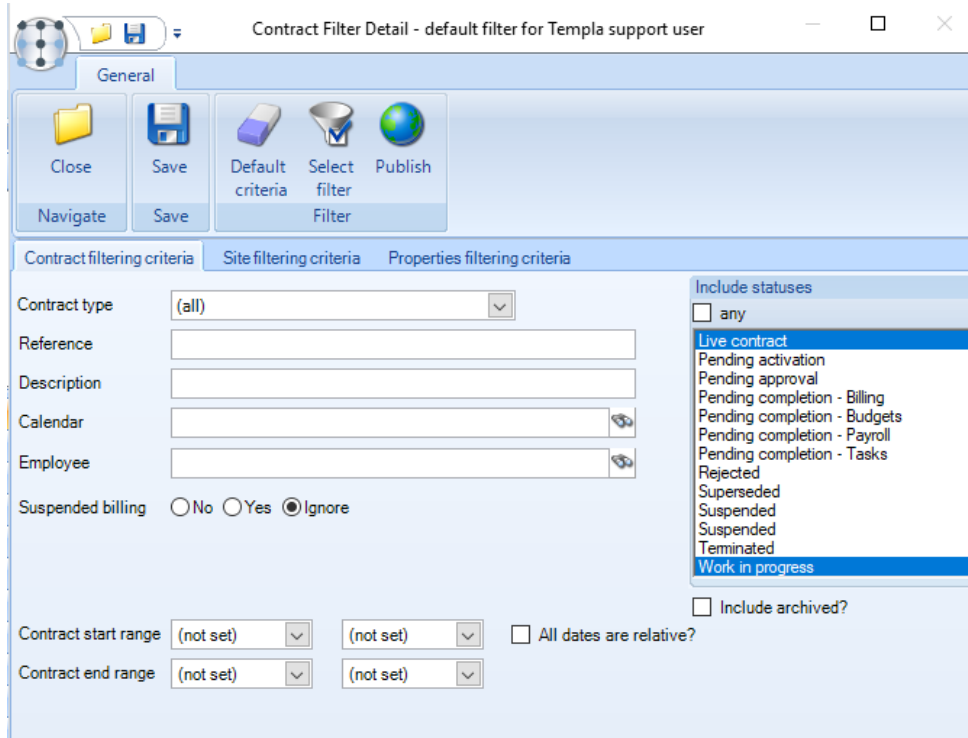 Contract Filter Detail - default filter for Templa support user
General
Close
Save
Default criteria
Select filter
Publish
Navigate
Save
Filter
Contract filtering criteria
Site filtering criteria
Properties filtering criteria
Contract type
(all)
Reference
Description
Calendar
Employee
Suspended billing
No
Yes
Ignore
Include statuses
any
Live contract
Pending activation
Pending approval
Pending completion - Billing
Pending completion - Budgets
Pending completion - Payroll
Pending completion - Tasks
Rejected
Superseded
Suspended
Suspended
Terminated
Work in progress
Include archived?
Contract start range
(not set)
(not set)
All dates are relative?
Contract end range
(not set)
(not set)